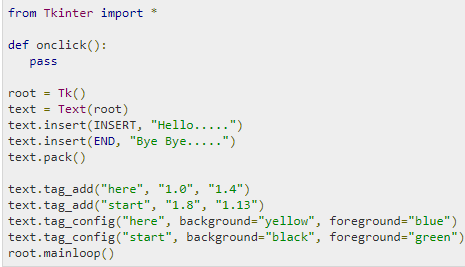 from Tkinter import *
def onclick():
   pass
root = Tk()
text = Text(root)
text.insert(INSERT, "Hello.....")
text.insert(END, "Bye Bye.....")
text.pack()
text.tag_add("here", "1.0", "1.4")
text.tag_add("start", "1.8", "1.13")
text.tag_config("here", background="yellow", foreground="blue")
text.tag_config("start", background="black", foreground="green")
root.mainloop()